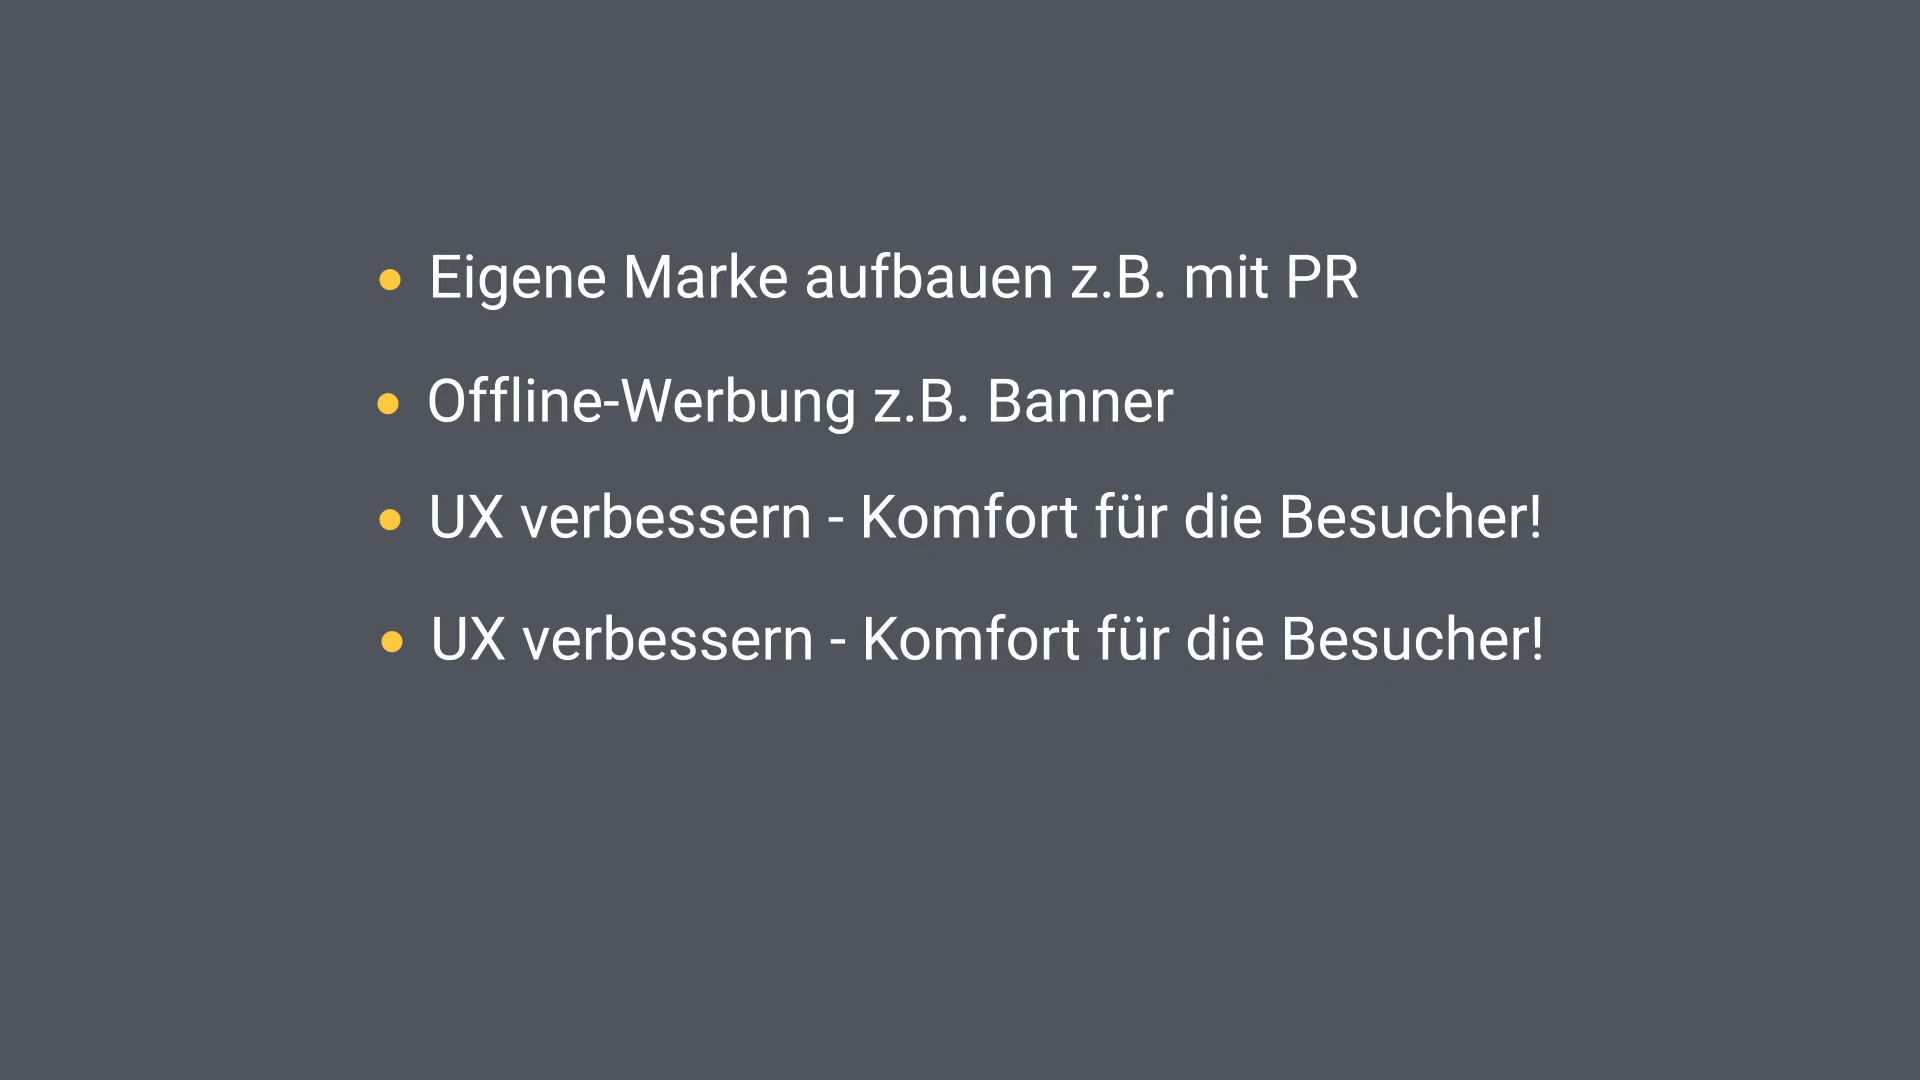 • Eigene Marke aufbauen z.B. mit PR
• Offline-Werbung z.B. Banner
• UX verbessern - Komfort für die Besucher!
• UX verbessern - Komfort für die Besucher!